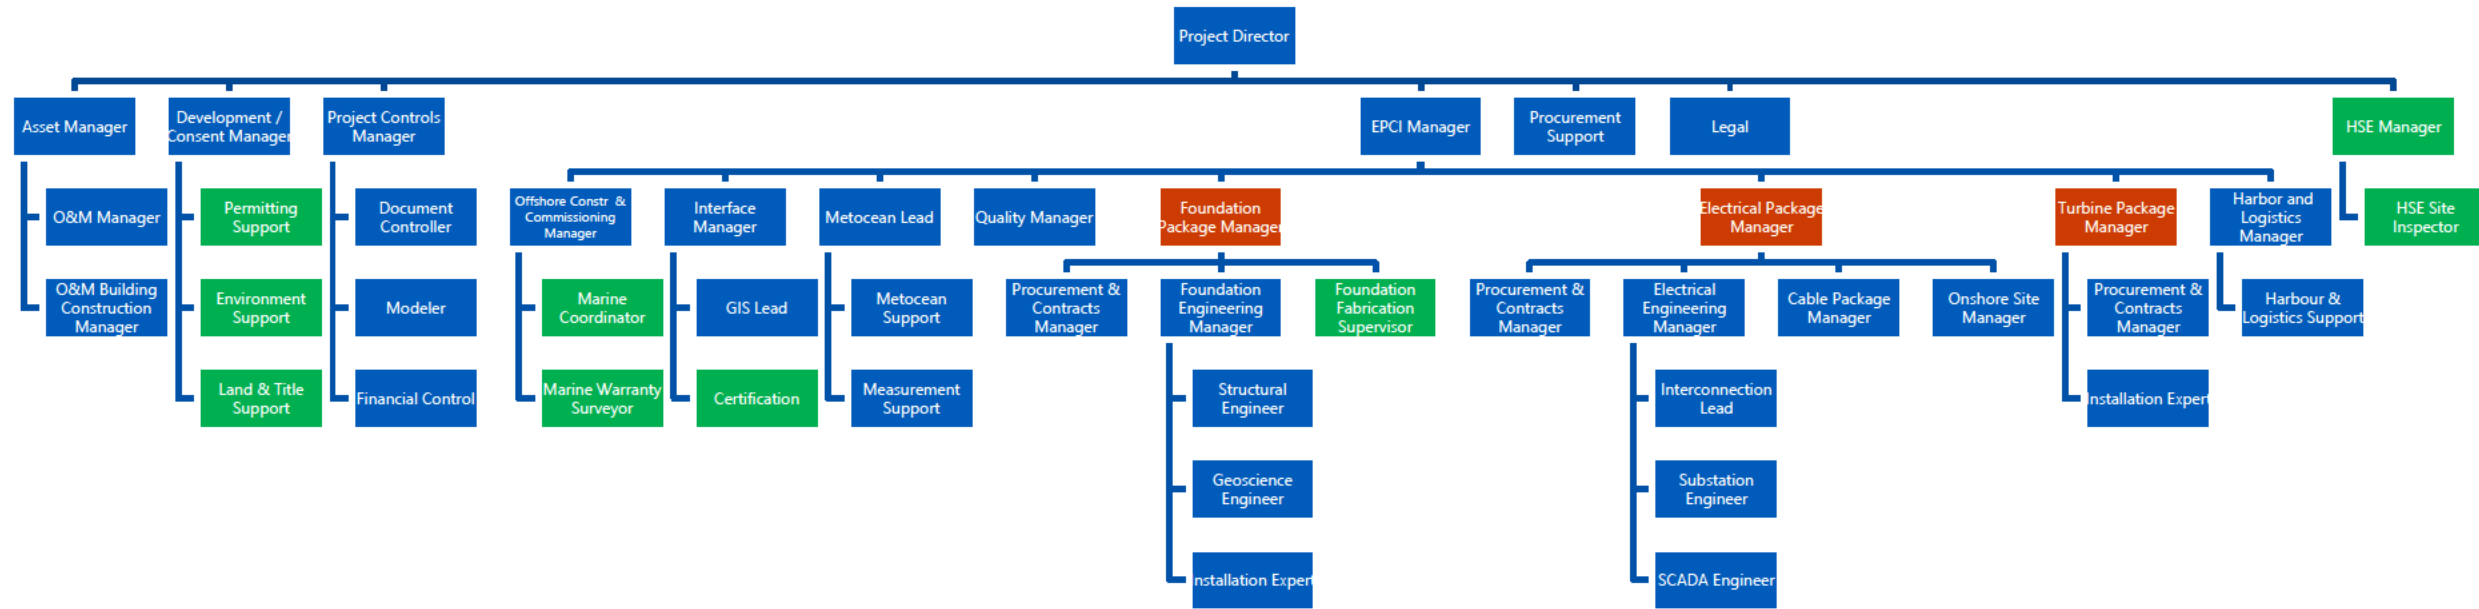 Project Director
Asset Manager
Development /
Consent Manager
Project Controls
Manager
EPCI Manager
Procurement
Support
Legal
HSE Manager
O&M Manager
Permitting
Support
Document
Controller
Offshore Constr &
Commissioning
Manager
Interface
Manager
Metocean Lead
Quality Manager
Foundation
Package Manager
Electrical Package
Manager
Turbine Package
Manager
Harbor and
Logistics
Manager
HSE Site
Inspector
O&M Building
Construction
Manager
Environment
Support
Modeler
Marine
Coordinator
GIS Lead
Metocean
Support
Procurement &
Contracts
Manager
Foundation
Engineering
Manager
Foundation
Fabrication
Supervisor
Procurement &
Contracts
Manager
Electrical
Engineering
Manager
Cable Package
Manager
Onshore Site
Manager
Procurement &
Contracts
Manager
Harbour &
Logistics Support
Land & Title
Support
Financial Control
Marine Warranty
Surveyor
Certification
Measurement
Support
Structural
Engineer
Interconnection
Lead
Installation Expert
Geoscience
Engineer
Substation
Engineer
Installation Expert
SCADA Engineer